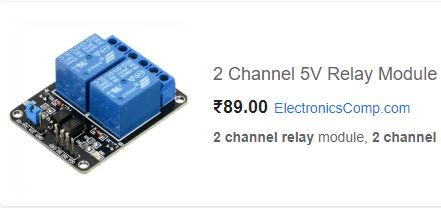 2 Channel 5V Relay Module
₹89.00 ElectronicsComp.com
2 channel relay module, 2 channel